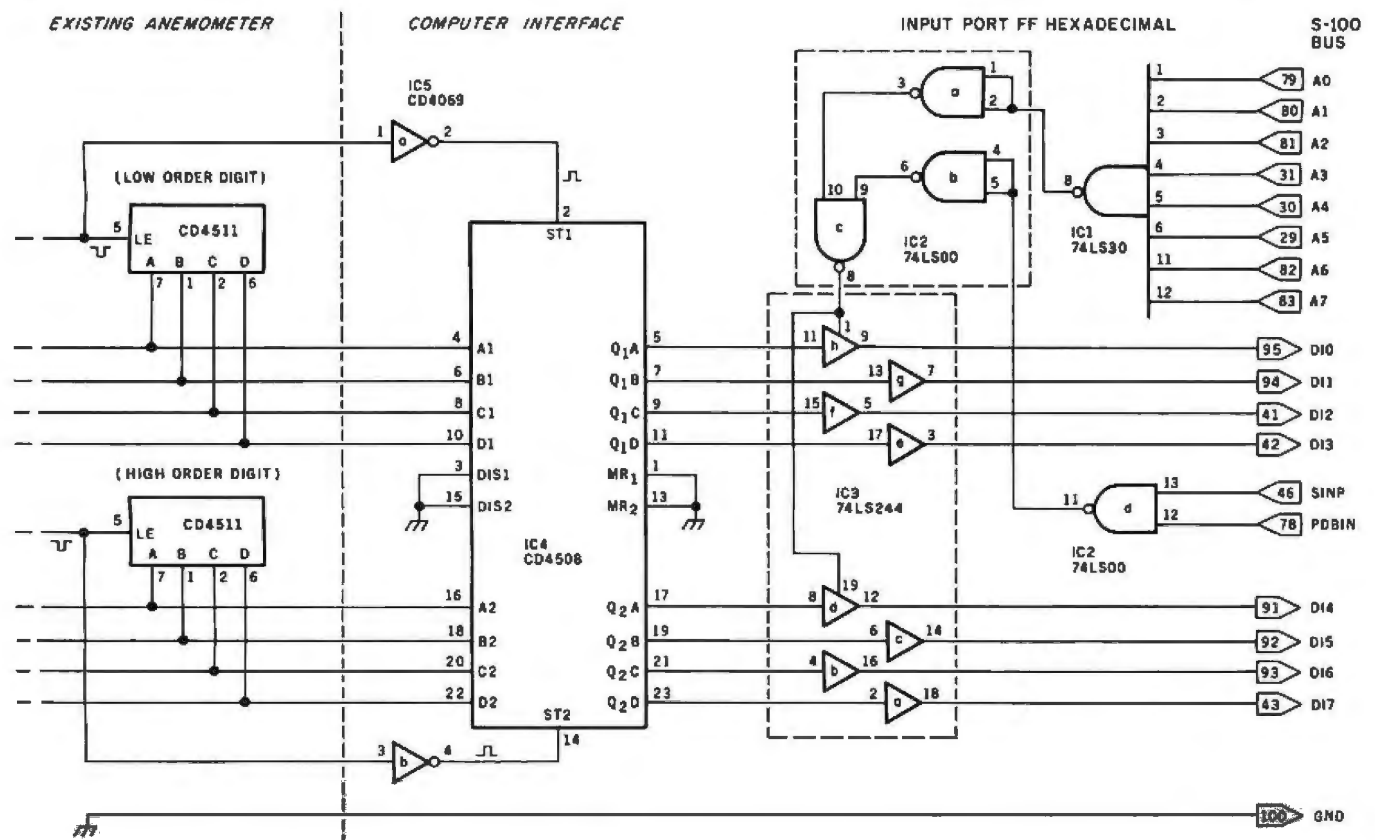 EXISTING ANEMOMETER
COMPUTER INTERFACE
INPUT PORT FF HEXADECIMAL
S-100
BUS
IC5
CD4069
1 a 2
(LOW ORDER DIGIT)
5 LE CD4511
A B C D
7 1 2 6
2
ST1
3 a 1
2
6 b 4
5
10 9
c
8
IC2
74LS00
8
IC1
74LS30
1 79 A0
2 80 A1
3 81 A2
4 31 A3
5 30 A4
6 29 A5
11 82 A6
12 83 A7
4 A1 Q1A 5 11 h 1 9 95 DI0
6 B1 Q1B 7 13 g 7 94 DI1
8 C1 Q1C 9 15 f 5 41 DI2
10 D1 Q1D 11 17 e 3 42 DI3
3 DIS1 MR1 1
15 DIS2 MR2 13
IC3
74LS244
11 d 13 46 SINP
12 78 PDBIN
IC2
74LS00
(HIGH ORDER DIGIT)
5 LE CD4511
A B C D
7 1 2 6
IC4
CD4508
16 A2 Q2A 17 8 d 19 12 91 DI4
18 B2 Q2B 19 6 c 14 92 DI5
20 C2 Q2C 21 4 b 16 93 DI6
22 D2 Q2D 23 2 a 18 43 DI7
ST2
14
3 b 4
100 GND